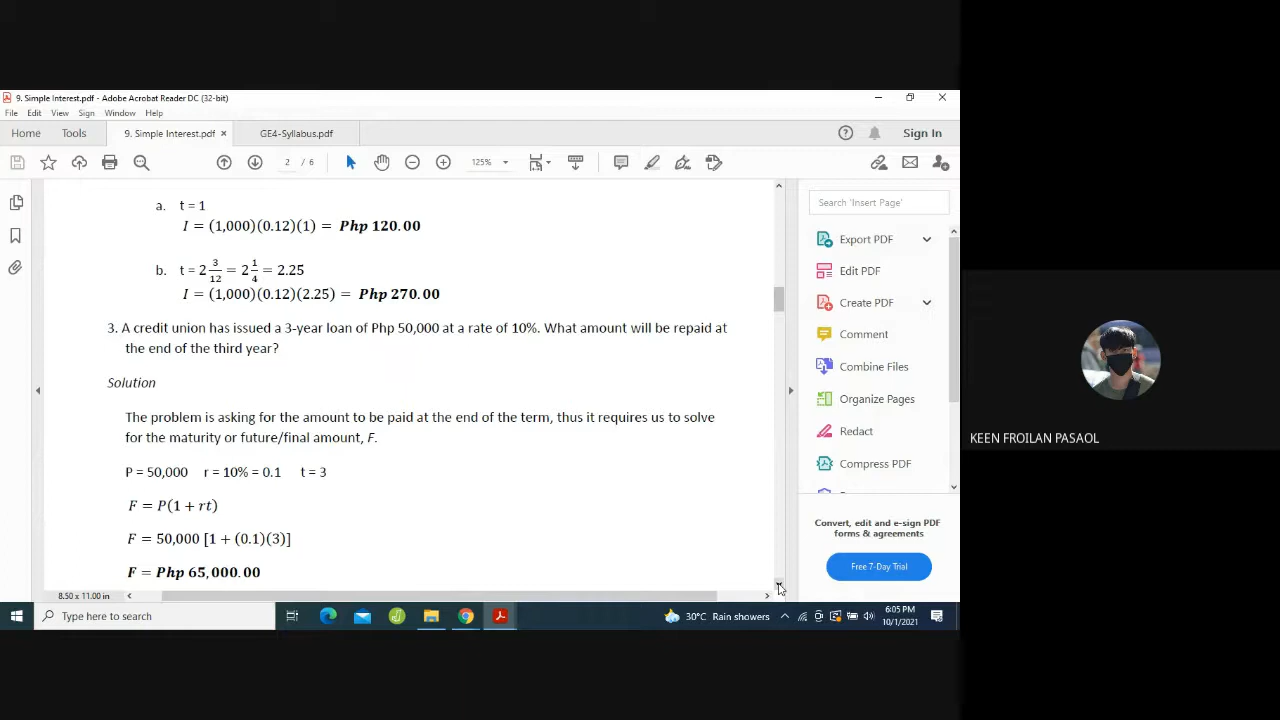 9. Simple Interest.pdf - Adobe Acrobat Reader DC (32-bit)
File Edit View Sign Window Help
Home Tools 9. Simple Interest.pdf × GE4-Syllabus.pdf Sign In
2 / 6 125%
a. t = 1
I = (1,000)(0.12)(1) = Php 120.00
b. t = 2 3/12 = 2 1/4 = 2.25
I = (1,000)(0.12)(2.25) = Php 270.00
3. A credit union has issued a 3-year loan of Php 50,000 at a rate of 10%. What amount will be repaid at
the end of the third year?
Solution
The problem is asking for the amount to be paid at the end of the term, thus it requires us to solve
for the maturity or future/final amount, F.
P = 50,000 r = 10% = 0.1 t = 3
F = P(1 + rt)
F = 50,000 [1 + (0.1)(3)]
F = Php 65,000.00
8.50 x 11.00 in
Search 'Insert Page'
Export PDF
Edit PDF
Create PDF
Comment
Combine Files
Organize Pages
Redact
Compress PDF
Convert, edit and e-sign PDF
forms & agreements
Free 7-Day Trial
KEEN FROILAN PASAOL
Type here to search
30°C Rain showers
6:05 PM
10/1/2021